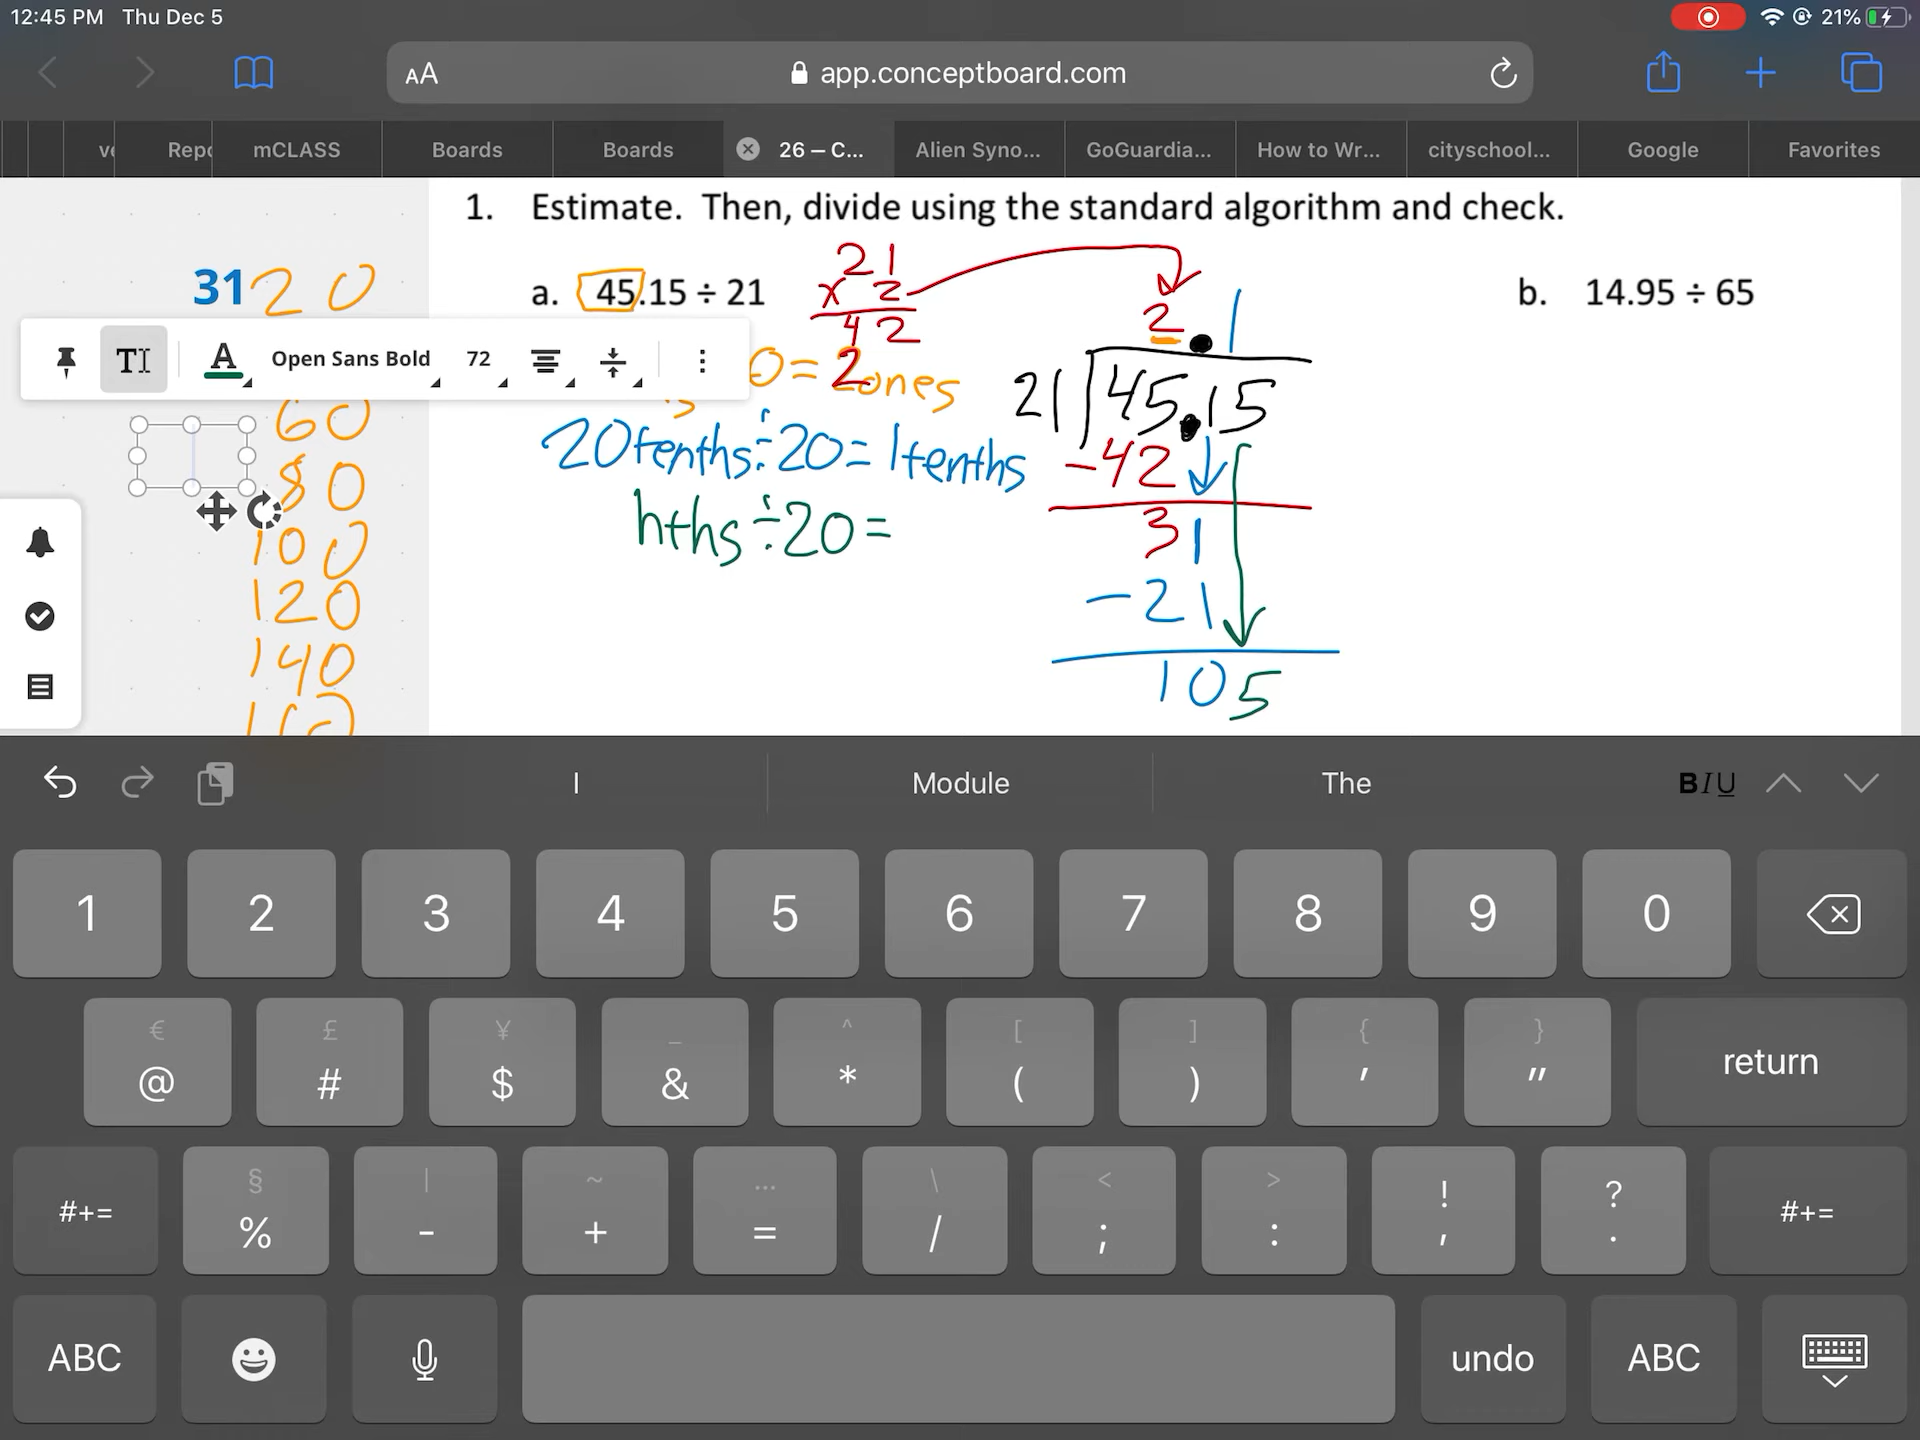 12:45 PM Thu Dec 5
21%
AA app.conceptboard.com
Repo mCLASS Boards Boards 26 – C... Alien Syno... GoGuardia... How to Wr... cityschool... Google Favorites
1. Estimate. Then, divide using the standard algorithm and check.
a. 45.15 ÷ 21
b. 14.95 ÷ 65
21
x 2
42
0 = 2 ones
20 tenths ÷ 20 = 1 tenths
hths ÷ 20 =
2.1
21 45.15
-42
31
-21
105
31
20
60
80
100
120
140
160
A Open Sans Bold 72
I Module The BIU
1 2 3 4 5 6 7 8 9 0
€ £ ¥ _ ^ [ ] { }
@ # $ & * ( ) ' " return
§ | ~ … \ < > ! ?
#+= % - + = / ; : , . #+=
ABC undo ABC